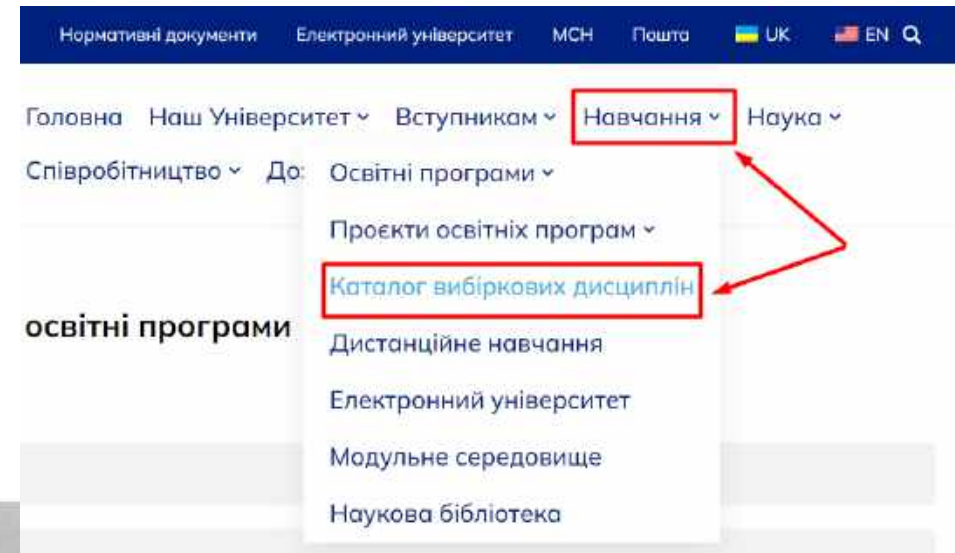 Нормативні документи Електронний університет МСН Пошта UK EN
Головна Наш Університет Вступникам Навчання Наука
Співробітництво До
Освітні програми
Проєкти освітніх програм
Каталог вибіркових дисциплін
освітні програми
Дистанційне навчання
Електронний університет
Модульне середовище
Наукова бібліотека